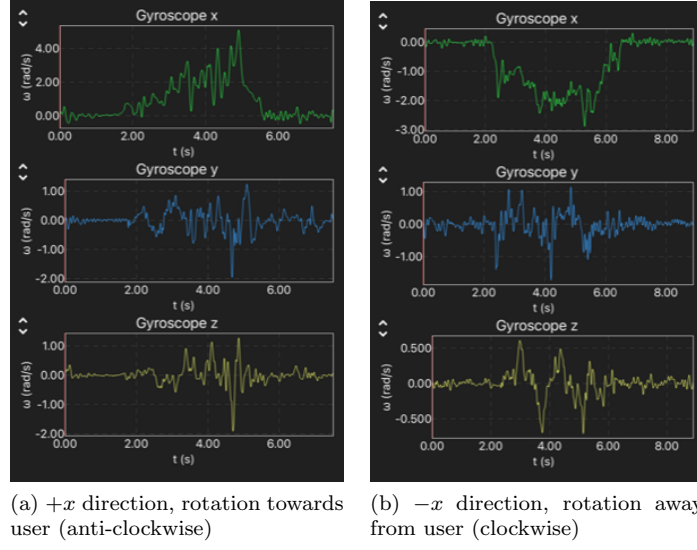 Gyroscope x
4.00
2.00
0.00
ω (rad/s)
0.00 2.00 4.00 6.00
t (s)
Gyroscope y
1.00
0.00
-1.00
-2.00
ω (rad/s)
0.00 2.00 4.00 6.00
t (s)
Gyroscope z
1.00
0.00
-1.00
-2.00
ω (rad/s)
0.00 2.00 4.00 6.00
t (s)
(a) +x direction, rotation towards
user (anti-clockwise)
Gyroscope x
0.00
-1.00
-2.00
-3.00
ω (rad/s)
0.00 2.00 4.00 6.00 8.00
t (s)
Gyroscope y
1.00
0.00
-1.00
ω (rad/s)
0.00 2.00 4.00 6.00 8.00
t (s)
Gyroscope z
0.500
0.00
-0.500
ω (rad/s)
0.00 2.00 4.00 6.00 8.00
t (s)
(b) −x direction, rotation away
from user (clockwise)